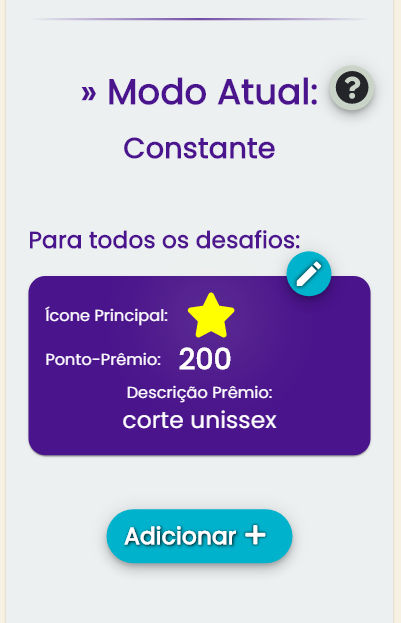 » Modo Atual: ?
Constante
Para todos os desafios:
Ícone Principal:
Ponto-Prêmio: 200
Descrição Prêmio:
corte unissex
Adicionar +